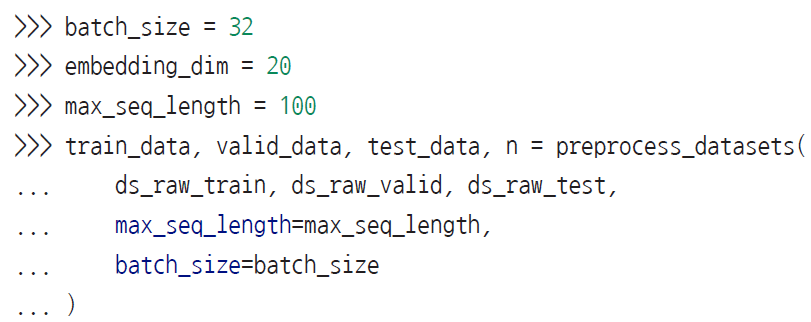 >>> batch_size = 32
>>> embedding_dim = 20
>>> max_seq_length = 100
>>> train_data, valid_data, test_data, n = preprocess_datasets(
...     ds_raw_train, ds_raw_valid, ds_raw_test,
...     max_seq_length=max_seq_length,
...     batch_size=batch_size
... )